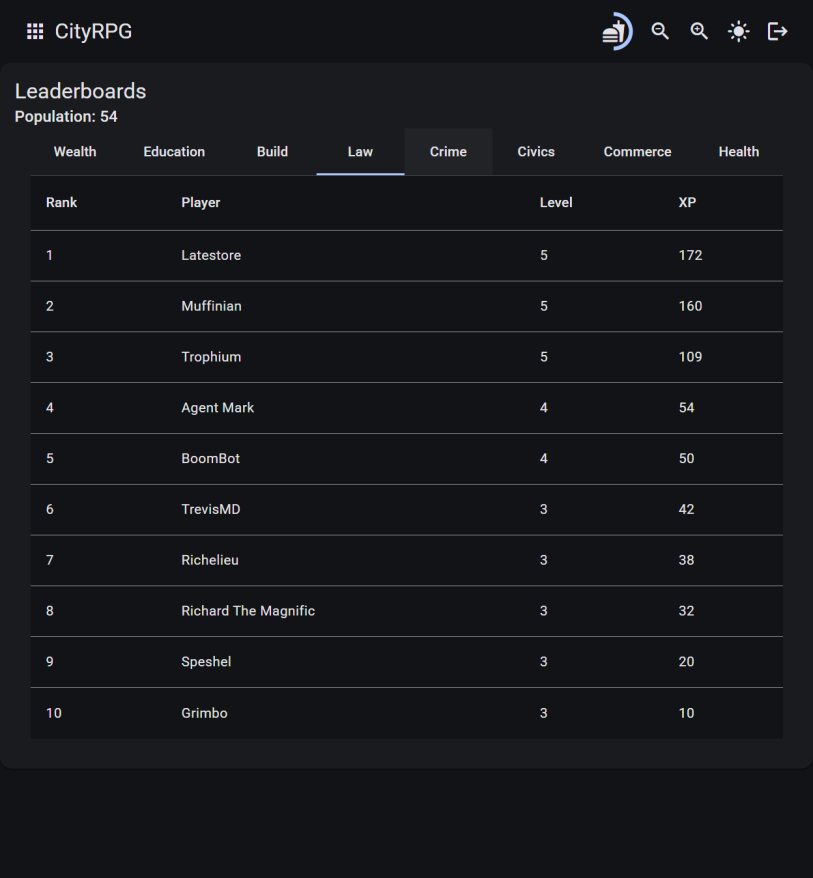 CityRPG
Leaderboards
Population: 54
Wealth Education Build Law Crime Civics Commerce Health
Rank Player Level XP
1 Latestore 5 172
2 Muffinian 5 160
3 Trophium 5 109
4 Agent Mark 4 54
5 BoomBot 4 50
6 TrevisMD 3 42
7 Richelieu 3 38
8 Richard The Magnific 3 32
9 Speshel 3 20
10 Grimbo 3 10